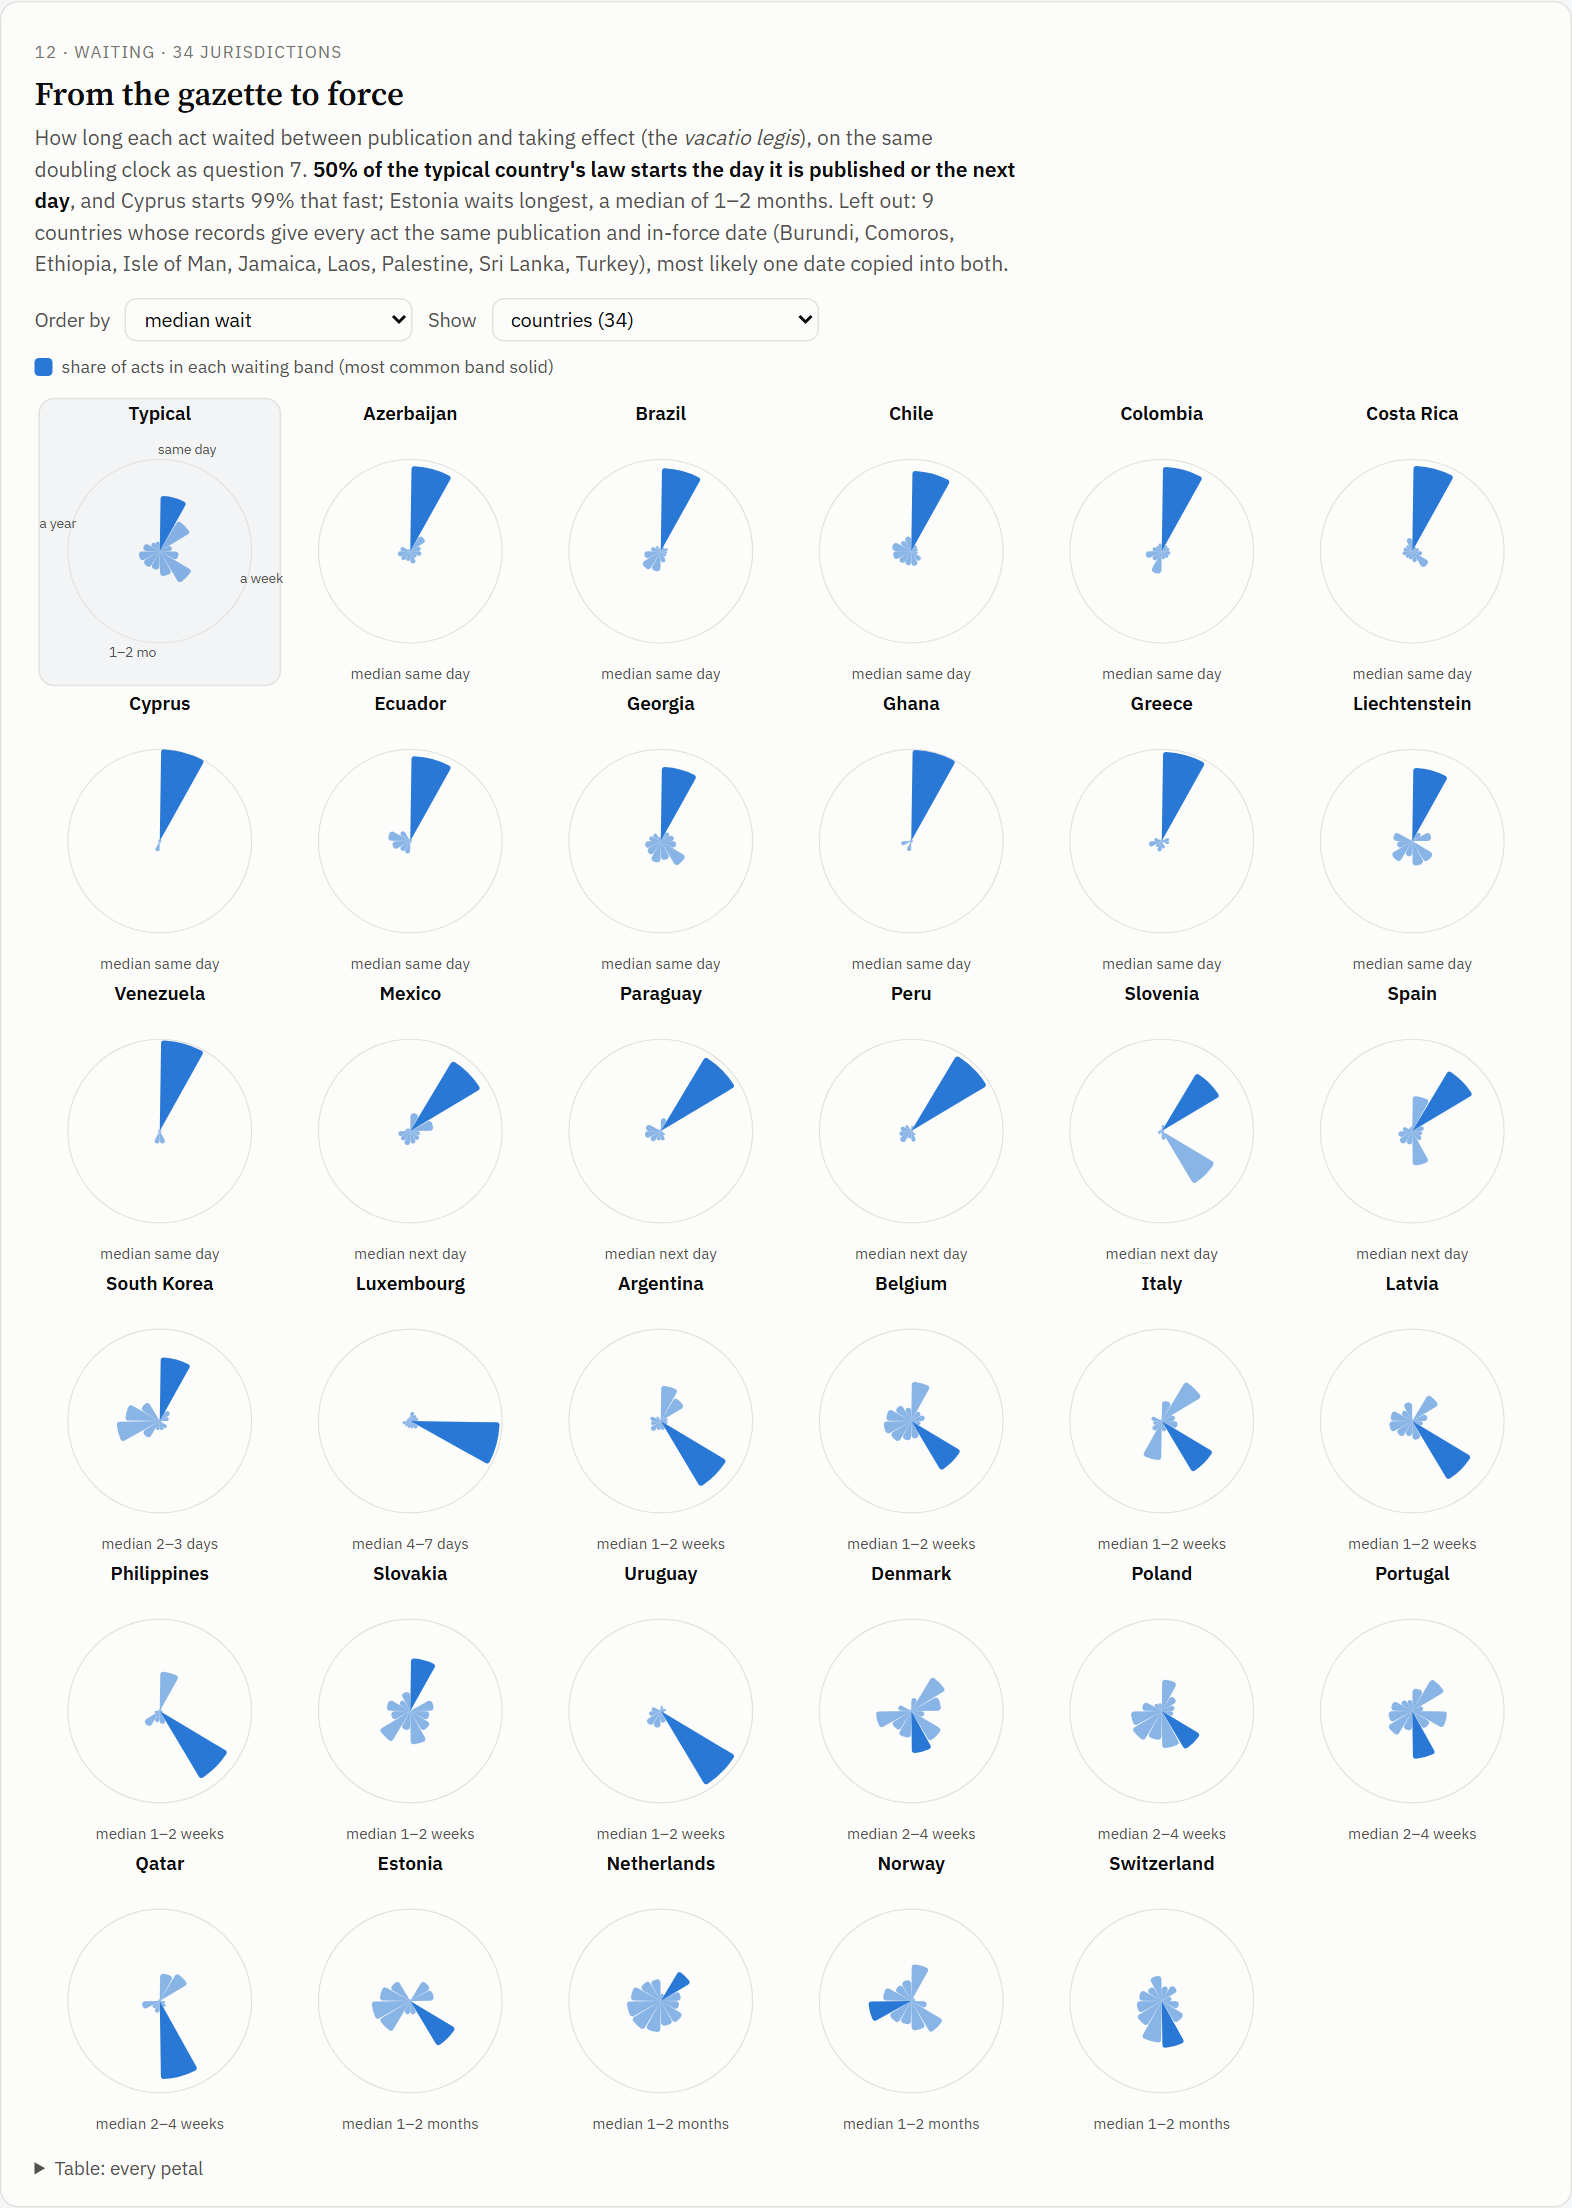 12 · WAITING · 34 JURISDICTIONS
From the gazette to force
How long each act waited between publication and taking effect (the vacatio legis), on the same
doubling clock as question 7. 50% of the typical country's law starts the day it is published or the next
day, and Cyprus starts 99% that fast; Estonia waits longest, a median of 1–2 months. Left out: 9
countries whose records give every act the same publication and in-force date (Burundi, Comoros,
Ethiopia, Isle of Man, Jamaica, Laos, Palestine, Sri Lanka, Turkey), most likely one date copied into both.
Order by median wait Show countries (34)
share of acts in each waiting band (most common band solid)
Typical Azerbaijan Brazil Chile Colombia Costa Rica
same day
a year
a week
1–2 mo
median same day median same day median same day median same day median same day
Cyprus Ecuador Georgia Ghana Greece Liechtenstein
median same day median same day median same day median same day median same day median same day
Venezuela Mexico Paraguay Peru Slovenia Spain
median same day median next day median next day median next day median next day median next day
South Korea Luxembourg Argentina Belgium Italy Latvia
median 2–3 days median 4–7 days median 1–2 weeks median 1–2 weeks median 1–2 weeks median 1–2 weeks
Philippines Slovakia Uruguay Denmark Poland Portugal
median 1–2 weeks median 1–2 weeks median 1–2 weeks median 2–4 weeks median 2–4 weeks median 2–4 weeks
Qatar Estonia Netherlands Norway Switzerland
median 2–4 weeks median 1–2 months median 1–2 months median 1–2 months median 1–2 months
Table: every petal